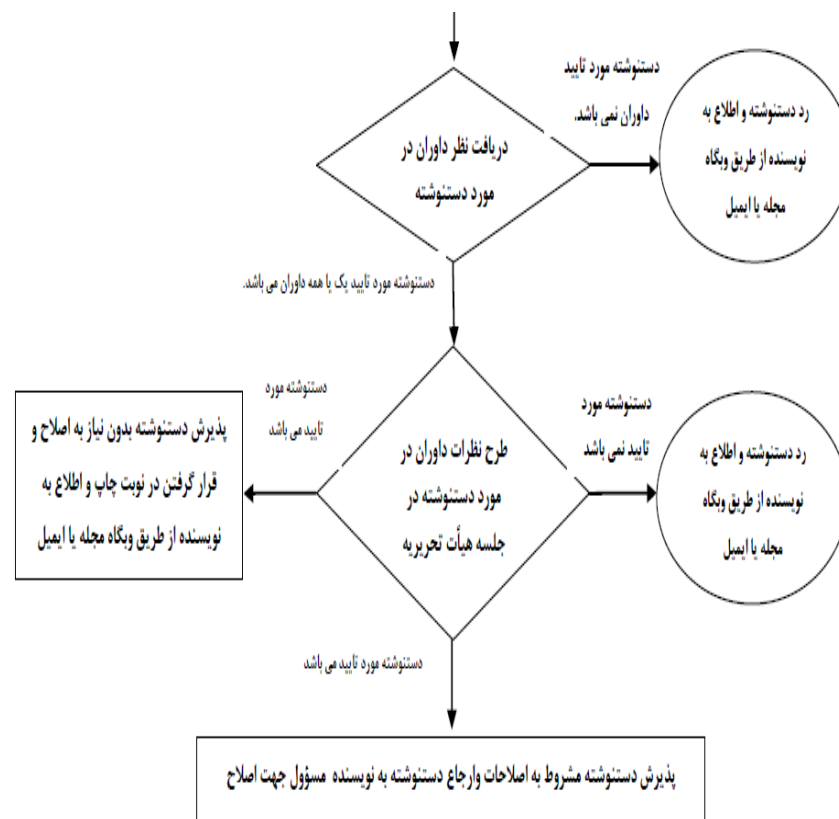 دستنوشته مورد تایید
داوران نمی باشد.
رد دستنوشته و اطلاع به
نویسنده از طریق وبگاه
مجله یا ایمیل
دریافت نظر داوران در
مورد دستنوشته
دستنوشته مورد تایید یک یا همه داوران می باشد.
دستنوشته مورد
تایید نمی باشد
رد دستنوشته و اطلاع به
نویسنده از طریق وبگاه
مجله یا ایمیل
طرح نظرات داوران در
مورد دستنوشته در
جلسه هیأت تحریریه
دستنوشته مورد
تایید می باشد
پذیرش دستنوشته بدون نیاز به اصلاح و
قرار گرفتن در نوبت چاپ و اطلاع به
نویسنده از طریق وبگاه مجله یا ایمیل
دستنوشته مورد تایید می باشد
پذیرش دستنوشته مشروط به اصلاحات وارجاع دستنوشته به نویسنده مسؤول جهت اصلاح